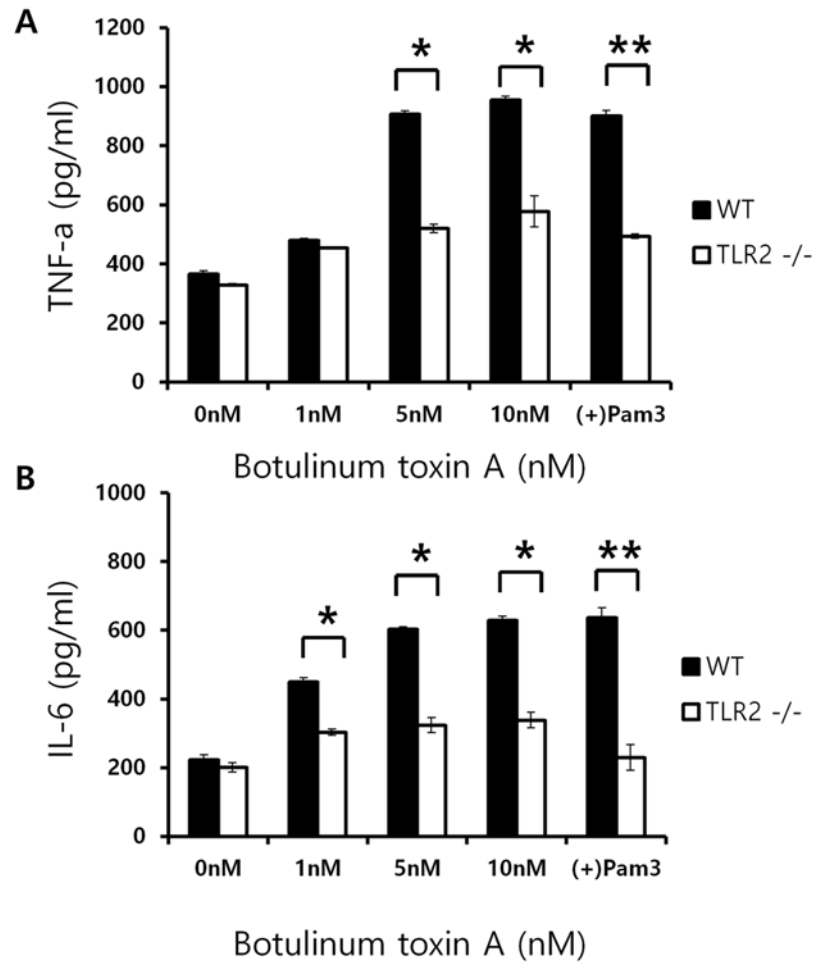 A
TNF-a (pg/ml)
1200
1000
800
600
400
200
0
* * **
WT
TLR2 -/-
0nM 1nM 5nM 10nM (+)Pam3
Botulinum toxin A (nM)
B
IL-6 (pg/ml)
1000
800
600
400
200
0
* * * **
WT
TLR2 -/-
0nM 1nM 5nM 10nM (+)Pam3
Botulinum toxin A (nM)